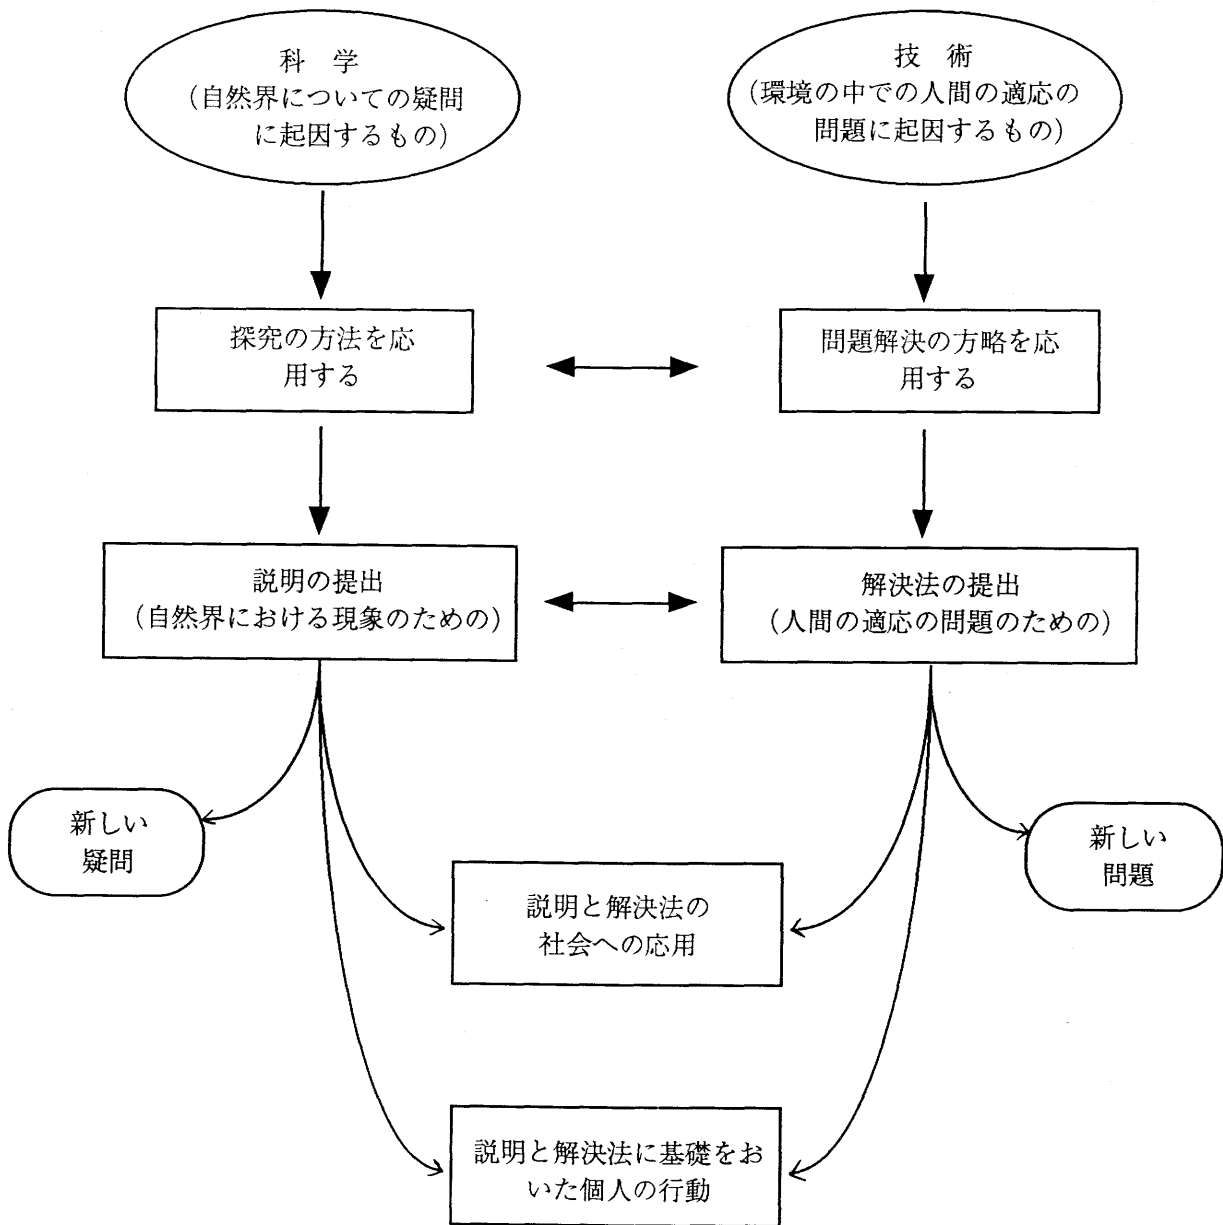 科　学
（自然界についての疑問
に起因するもの）
技　術
（環境の中での人間の適応の
問題に起因するもの）
探究の方法を応
用する
問題解決の方略を応
用する
説明の提出
（自然界における現象のための）
解決法の提出
（人間の適応の問題のための）
新しい
疑問
新しい
問題
説明と解決法の
社会への応用
説明と解決法に基礎をお
いた個人の行動